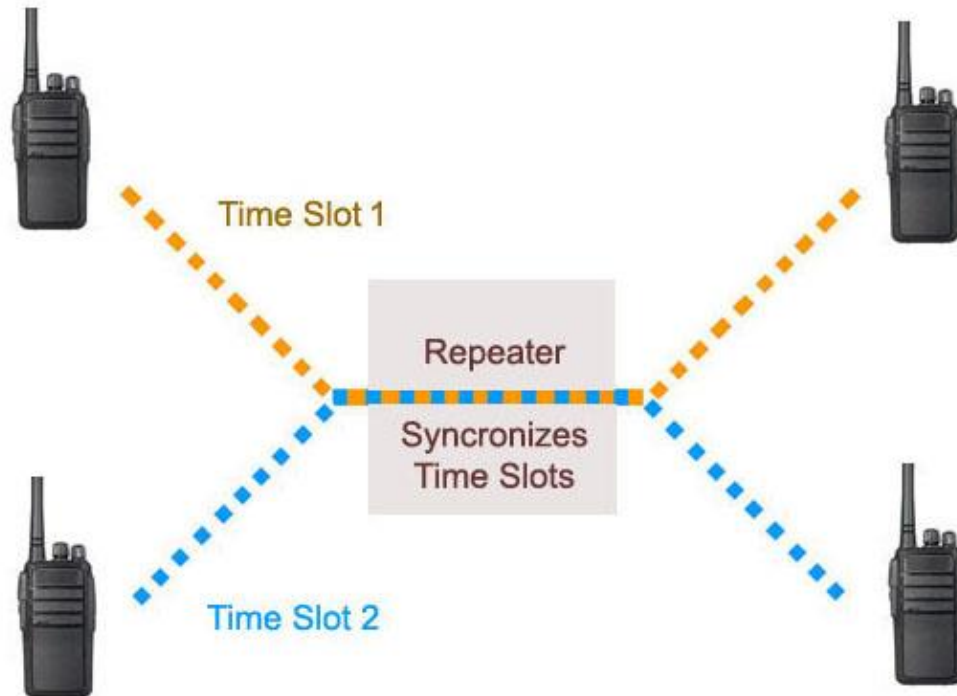 Time Slot 1
Repeater
Syncronizes
Time Slots
Time Slot 2